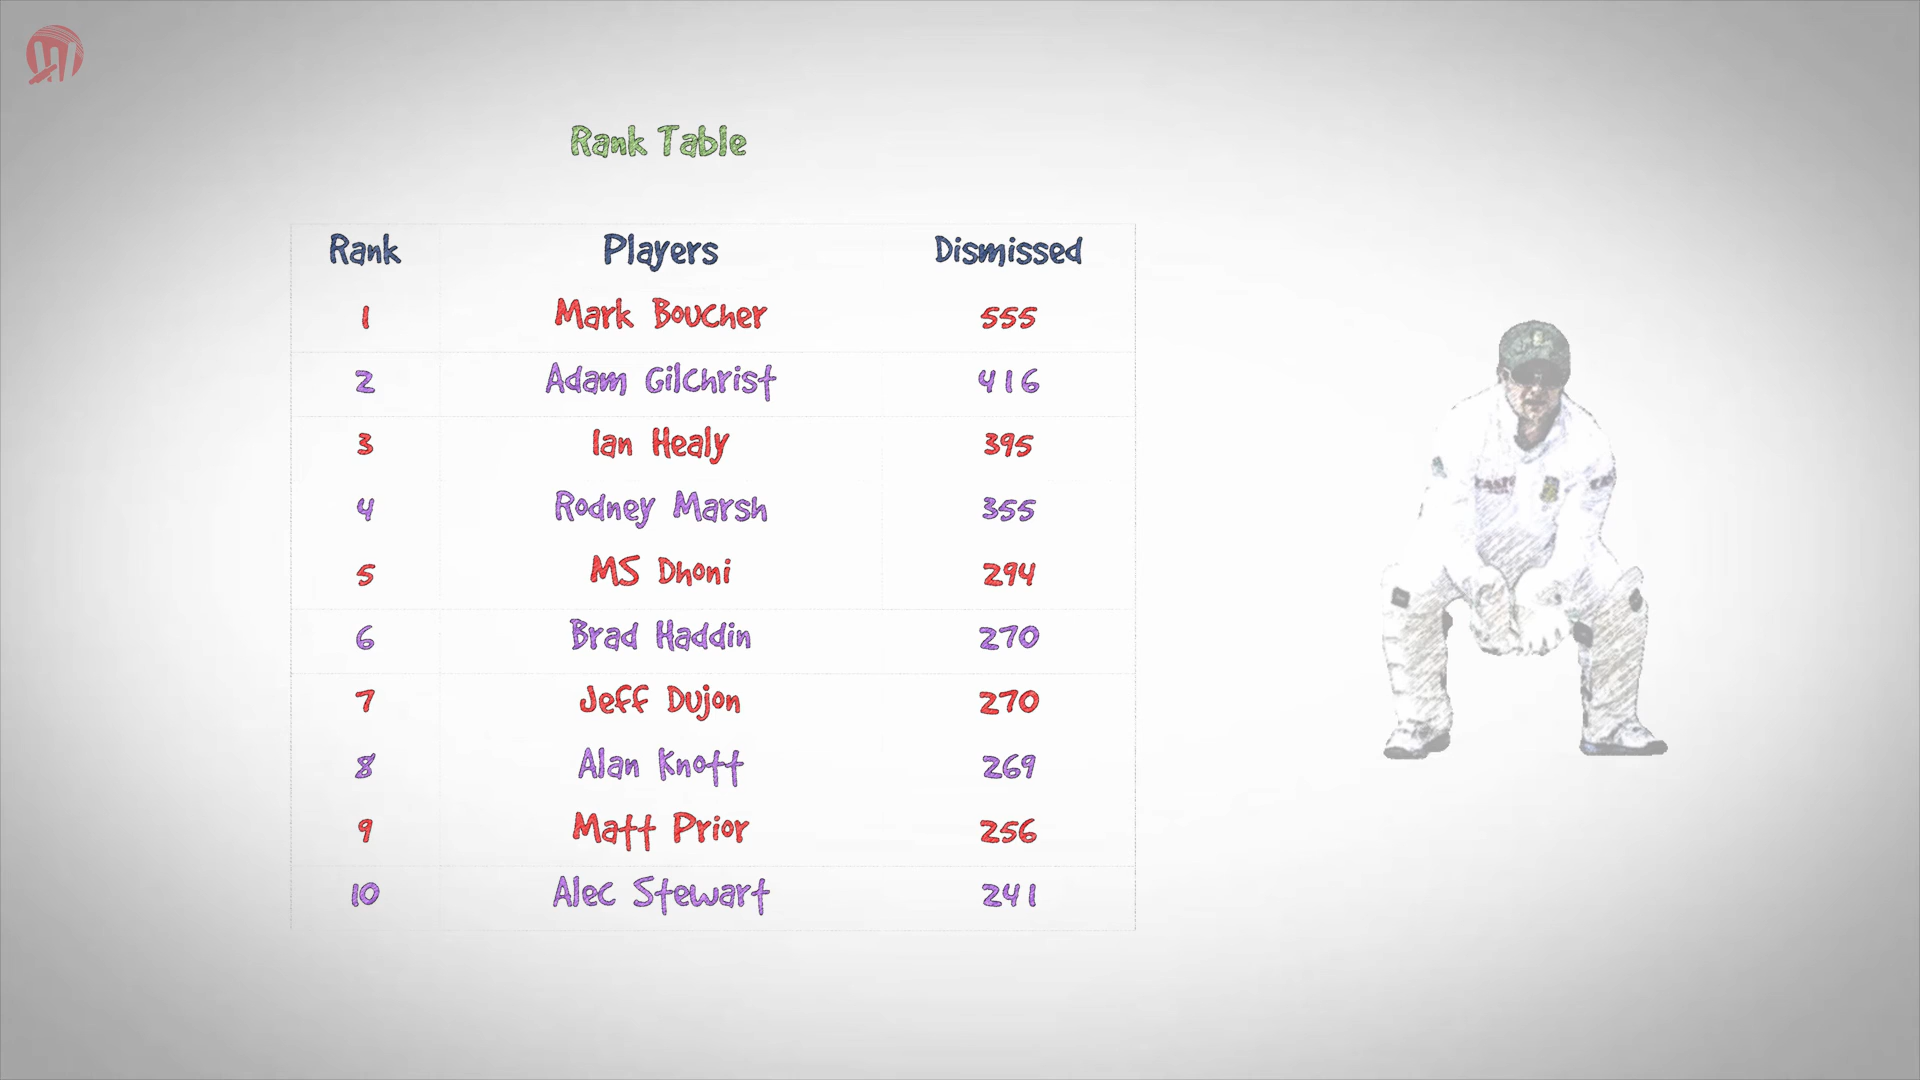 Rank Table
Rank Players Dismissed
1 Mark Boucher 555
2 Adam Gilchrist 416
3 Ian Healy 395
4 Rodney Marsh 355
5 MS Dhoni 294
6 Brad Haddin 270
7 Jeff Dujon 270
8 Alan Knott 269
9 Matt Prior 256
10 Alec Stewart 241